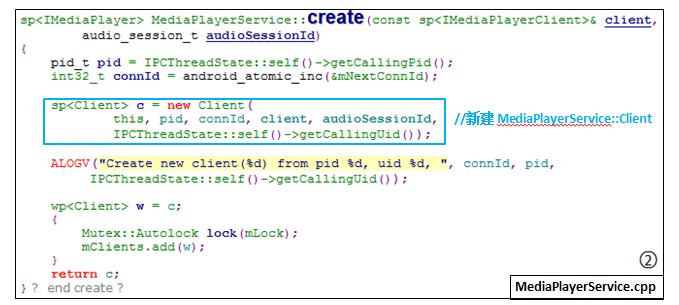 sp<IMediaPlayer> MediaPlayerService::create(const sp<IMediaPlayerClient>& client,
audio_session_t audioSessionId)
{
pid_t pid = IPCThreadState::self()->getCallingPid();
int32_t connId = android_atomic_inc(&mNextConnId);
sp<Client> c = new Client(
this, pid, connId, client, audioSessionId, //新建 MediaPlayerService::Client
IPCThreadState::self()->getCallingUid());
ALOGV("Create new client(%d) from pid %d, uid %d, ", connId, pid,
IPCThreadState::self()->getCallingUid());
wp<Client> w = c;
{
Mutex::Autolock lock(mLock);
mClients.add(w);
}
return c;
} ? end create ?
②
MediaPlayerService.cpp